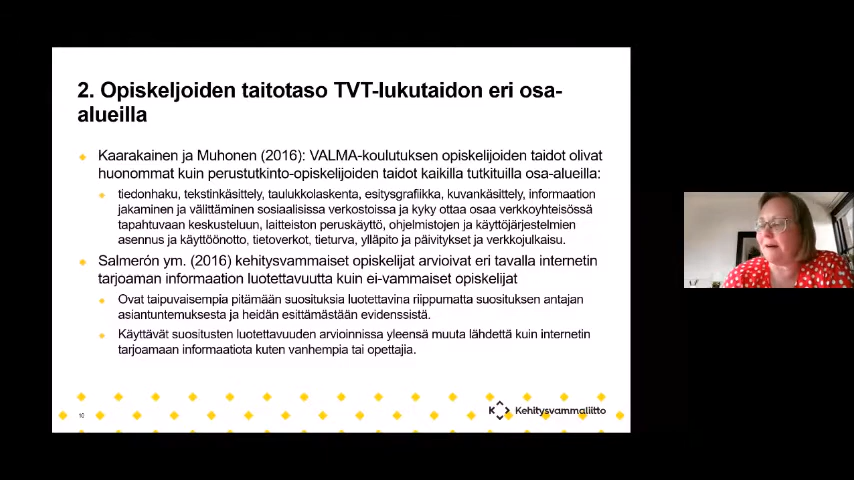 2. Opiskeljoiden taitotaso TVT-lukutaidon eri osa-
alueilla
Kaarakainen ja Muhonen (2016): VALMA-koulutuksen opiskelijoiden taidot olivat
huonommat kuin perustutkinto-opiskelijoiden taidot kaikilla tutkituilla osa-alueilla:
tiedonhaku, tekstinkäsittely, taulukkolaskenta, esitysgrafiikka, kuvankäsittely, informaation
jakaminen ja välittäminen sosiaalisissa verkostoissa ja kyky ottaa osaa verkkoyhteisössä
tapahtuvaan keskusteluun, laitteiston peruskäyttö, ohjelmistojen ja käyttöjärjestelmien
asennus ja käyttöönotto, tietoverkot, tieturva, ylläpito ja päivitykset ja verkkojulkaisu.
Salmerón ym. (2016) kehitysvammaiset opiskelijat arvioivat eri tavalla internetin
tarjoaman information luotettavuutta kuin ei-vammaiset opiskelijat
Ovat taipuvaisempia pitämään suosituksia luotettavina riippumatta suosituksen antajan
asiantuntemuksesta ja heidän esittämästään evidenssistä.
Käyttävät suositusten luotettavuuden arvioinnissa yleensä muuta lähdettä kuin internetin
tarjoamaan informaatiota kuten vanhempia tai opettajia.
10
Kehitysvammaliitto